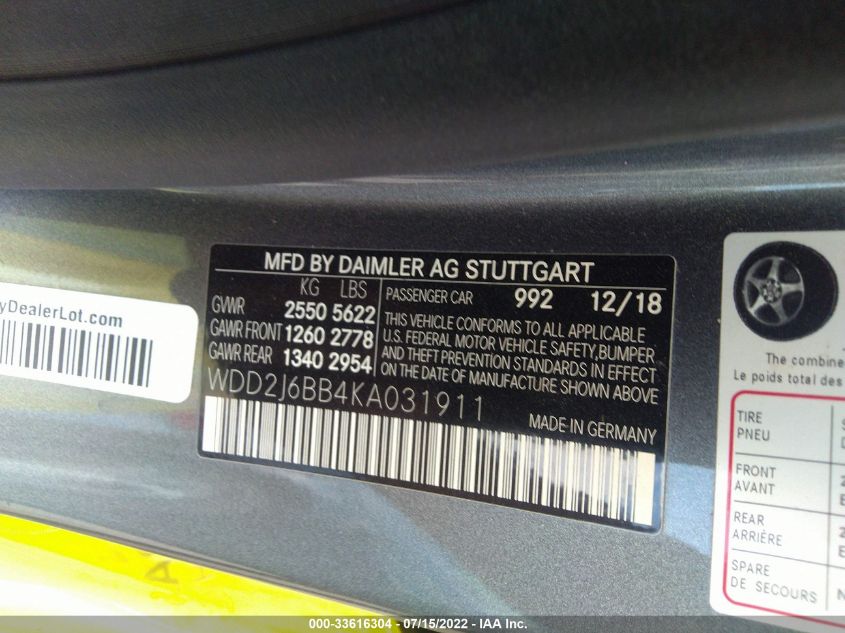 MFD BY DAIMLER AG STUTTGART
KG LBS
GVWR 2550 5622
GAWR FRONT 1260 2778
GAWR REAR 1340 2954
PASSENGER CAR 992 12/18
THIS VEHICLE CONFORMS TO ALL APPLICABLE
U.S. FEDERAL MOTOR VEHICLE SAFETY,BUMPER
AND THEFT PREVENTION STANDARDS IN EFFECT
ON THE DATE OF MANUFACTURE SHOWN ABOVE
WDD2J6BB4KA031911
MADE IN GERMANY
yDealerLot.com
The combine
Le poids total des
TIRE
PNEU
FRONT
AVANT
REAR
ARRIÈRE
SPARE
DE SECOURS
000-33616304 - 07/15/2022 - IAA Inc.